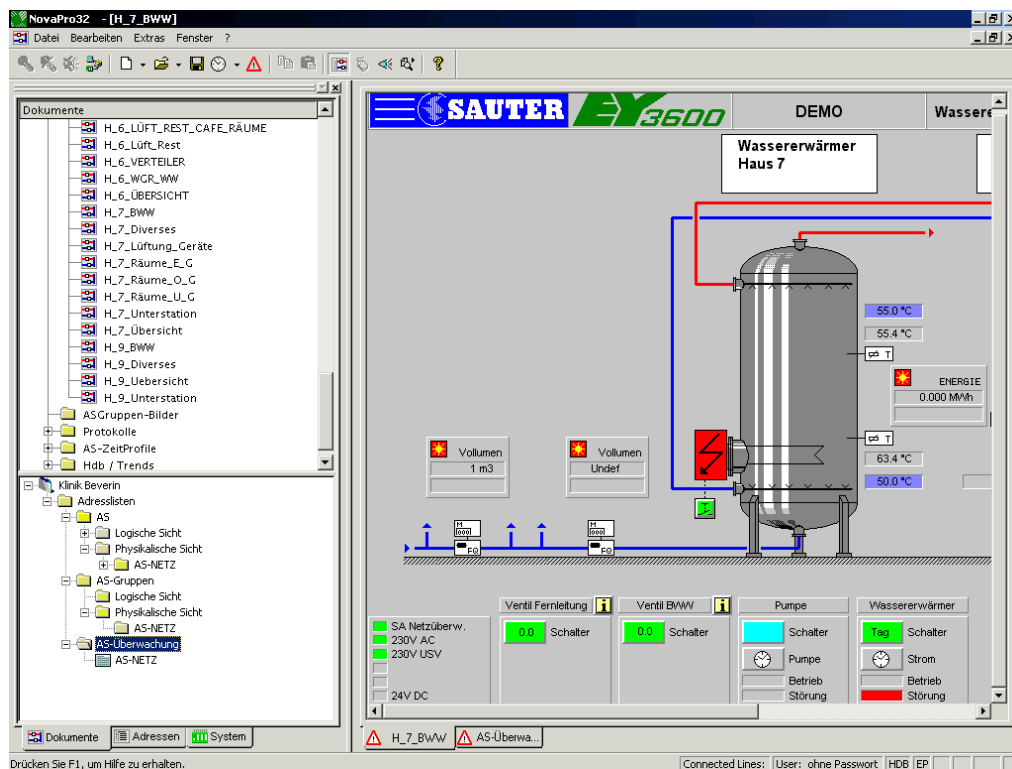 NovaPro32 - [H_7_BWW]
Datei Bearbeiten Extras Fenster ?
Dokumente
H_6_LÜFT_REST_CAFE_RÄUME
H_6_Lüft_Rest
H_6_VERTEILER
H_6_WGR_WW
H_6_ÜBERSICHT
H_7_BWW
H_7_Diverses
H_7_Lüftung_Geräte
H_7_Räume_E_G
H_7_Räume_O_G
H_7_Räume_U_G
H_7_Unterstation
H_7_Übersicht
H_9_BWW
H_9_Diverses
H_9_Uebersicht
H_9_Unterstation
ASGruppen-Bilder
Protokolle
AS-ZeitProfile
Hdb / Trends
Klinik Beverin
Adresslisten
AS
Logische Sicht
Physikalische Sicht
AS-NETZ
AS-Gruppen
Logische Sicht
Physikalische Sicht
AS-NETZ
AS-Überwachung
AS-NETZ
Dokumente Adressen System
SAUTER EY3600 DEMO Wassere
Wassererwärmer
Haus 7
55.0 °C
55.4 °C
T
ENERGIE
0.000 MWh
T
63.4 °C
50.0 °C
Vollumen
1 m3
Vollumen
Undef
M
000
FQ
M
000
FQ
SA Netzüberw.
230V AC
230V USV
24V DC
Ventil Fernleitung i
0.0 Schalter
Ventil BWW i
0.0 Schalter
Pumpe
Schalter
Pumpe
Betrieb
Störung
Wassererwärmer
Tag Schalter
Strom
Betrieb
Störung
H_7_BWW AS-Überwa...
Drücken Sie F1, um Hilfe zu erhalten.
Connected Lines: User: ohne Passwort HDB EP